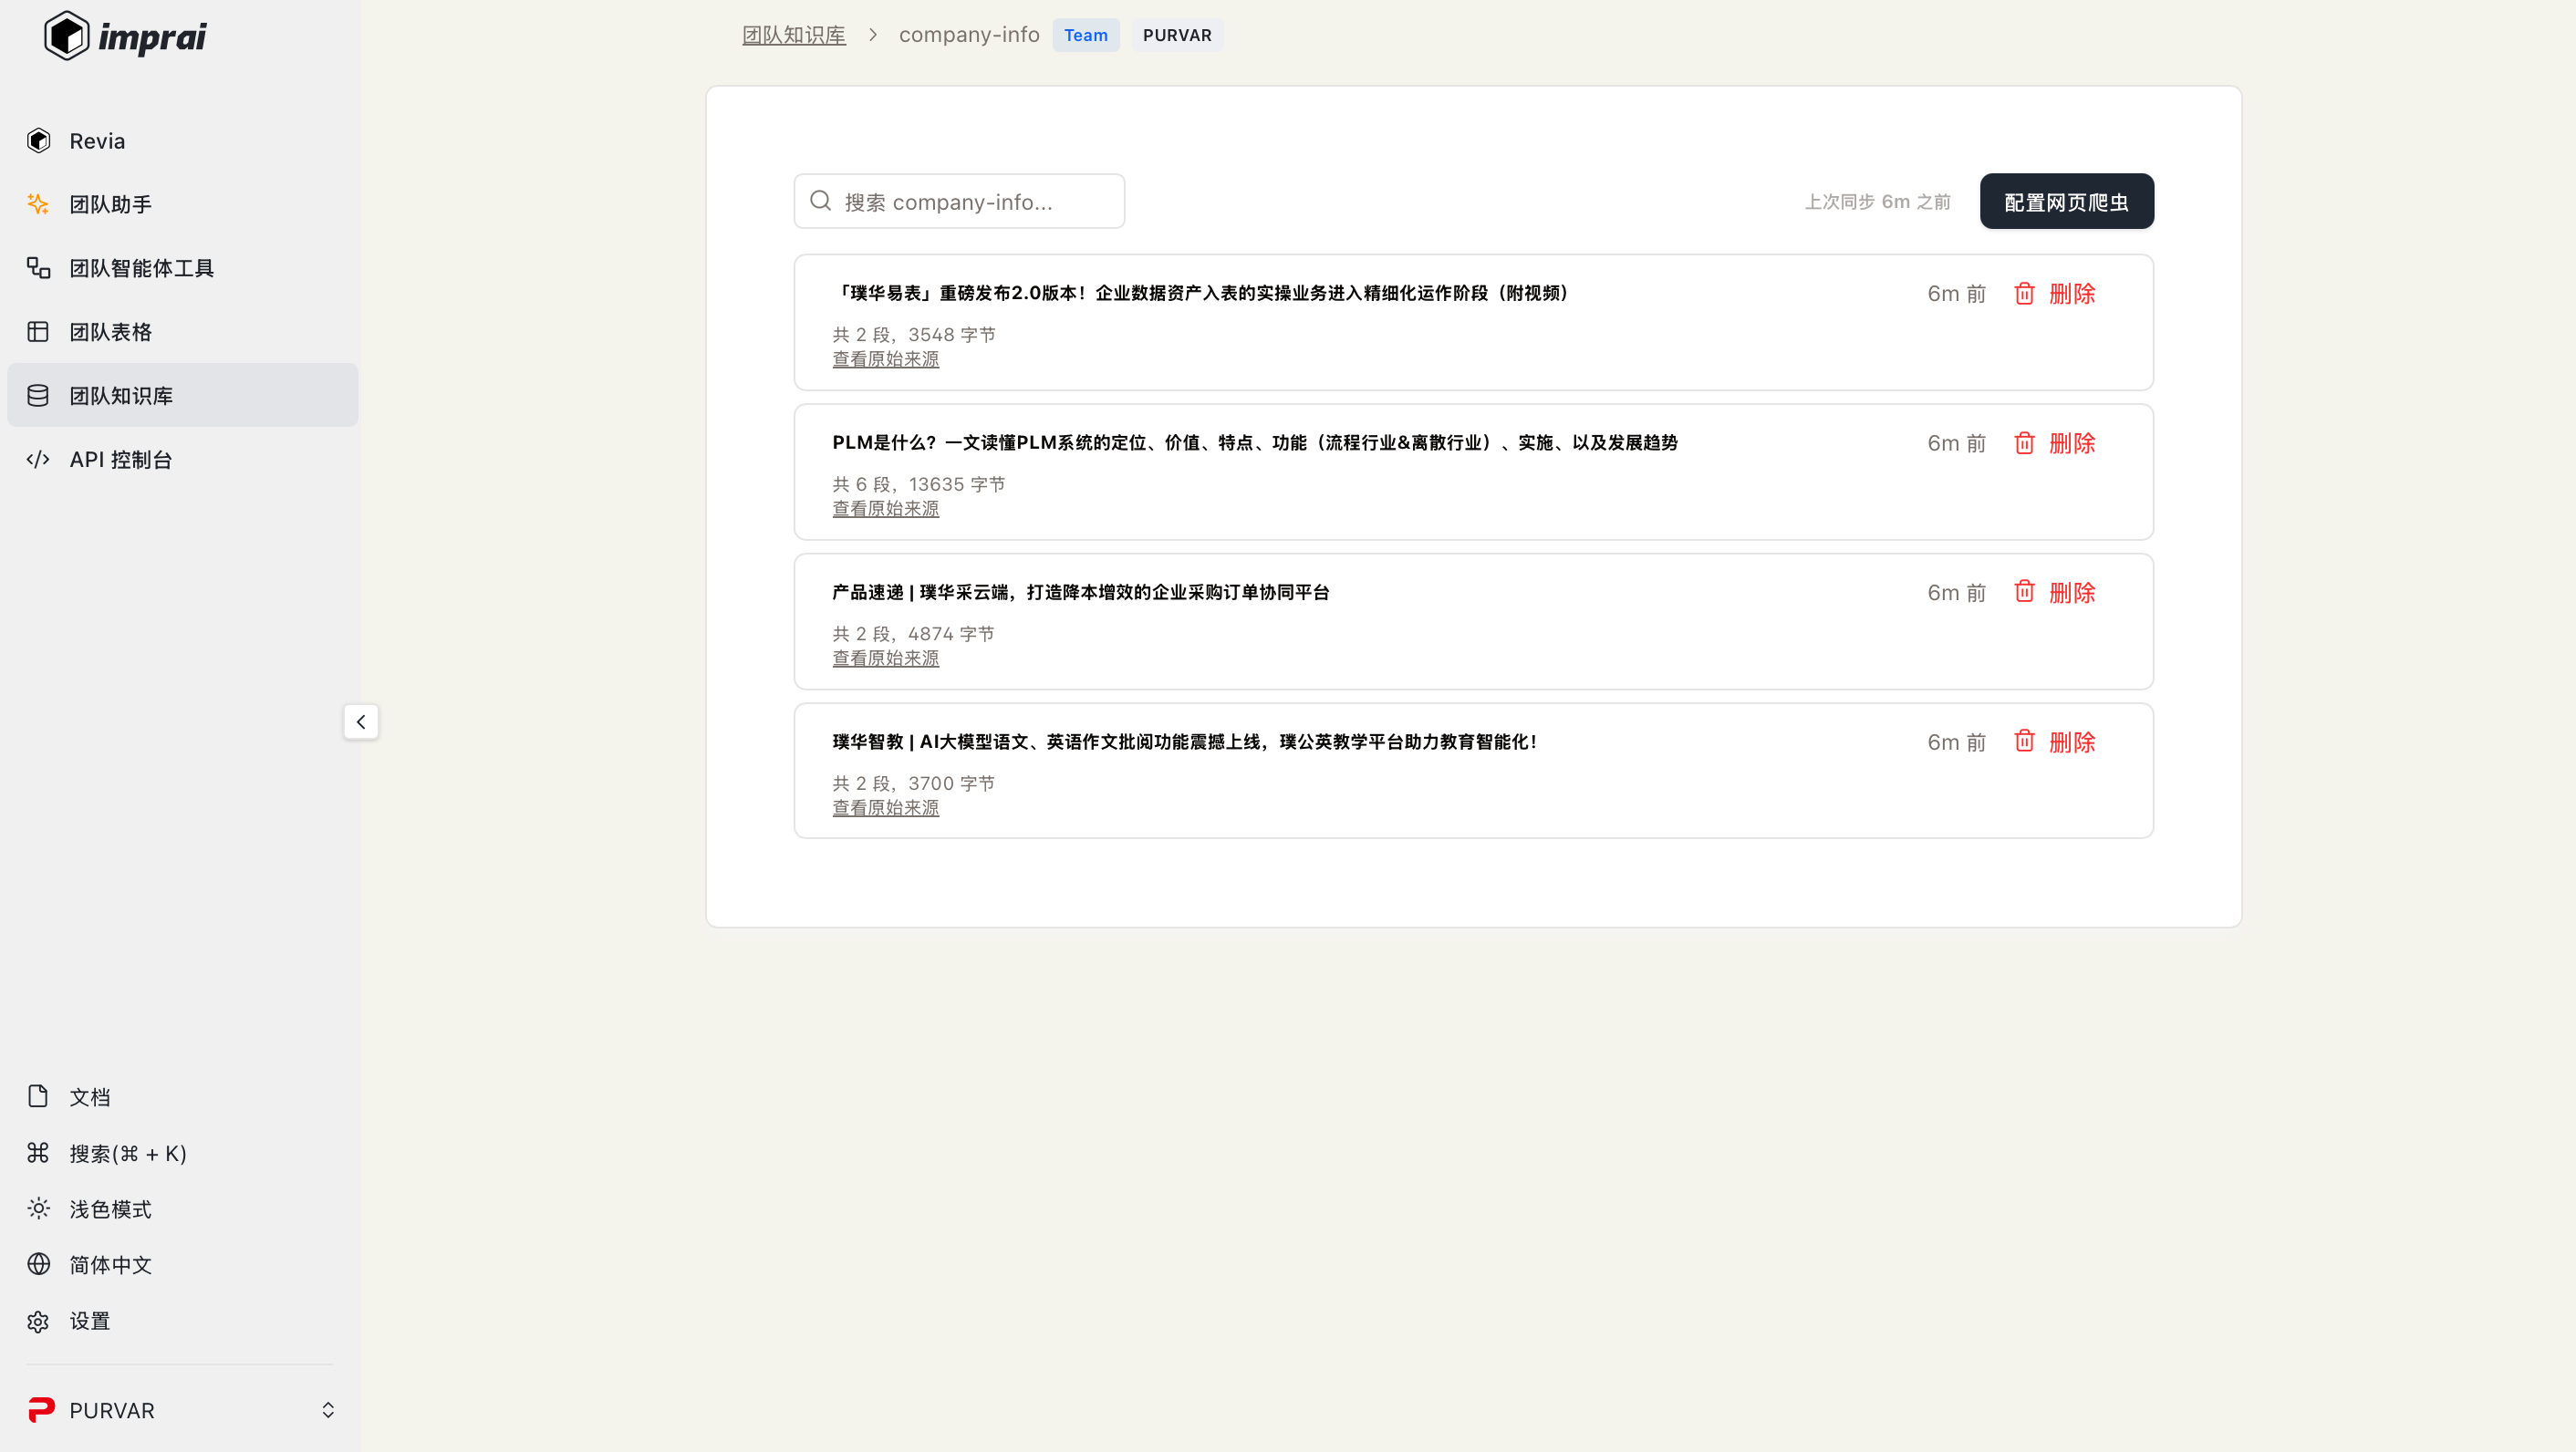 imprai
Revia
团队助手
团队智能体工具
团队表格
团队知识库
API 控制台
文档
搜索(⌘ + K)
浅色模式
简体中文
设置
PURVAR
团队知识库 > company-info Team PURVAR
搜索 company-info...
上次同步 6m 之前
配置网页爬虫
「璞华易表」重磅发布2.0版本！企业数据资产入表的实操业务进入精细化运作阶段（附视频）
6m 前 删除
共 2 段，3548 字节
查看原始来源
PLM是什么？一文读懂PLM系统的定位、价值、特点、功能（流程行业&离散行业）、实施、以及发展趋势
6m 前 删除
共 6 段，13635 字节
查看原始来源
产品速递 | 璞华采云端，打造降本增效的企业采购订单协同平台
6m 前 删除
共 2 段，4874 字节
查看原始来源
璞华智教 | AI大模型语文、英语作文批阅功能震撼上线，璞公英教学平台助力教育智能化！
6m 前 删除
共 2 段，3700 字节
查看原始来源